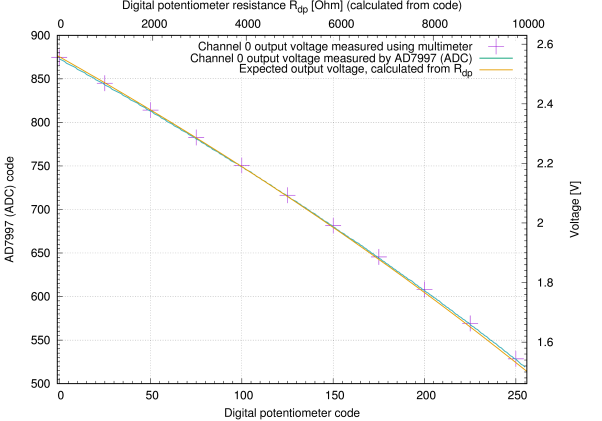 Digital potentiometer resistance Rdp [Ohm] (calculated from code)
0 2000 4000 6000 8000 10000
Channel 0 output voltage measured using multimeter
Channel 0 output voltage measured by AD7997 (ADC)
Expected output voltage, calculated from Rdp
900
850
800
750
700
650
600
550
500
AD7997 (ADC) code
2.6
2.4
2.2
2
1.8
1.6
Voltage [V]
0 50 100 150 200 250
Digital potentiometer code